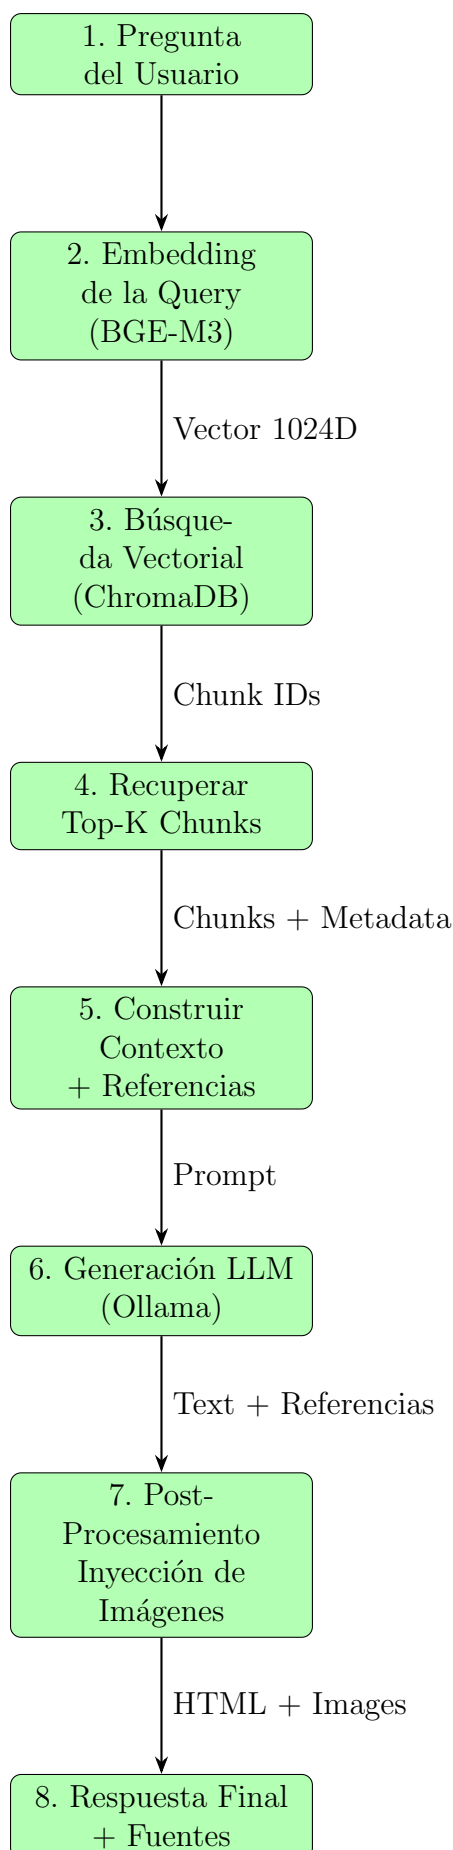 1. Pregunta
del Usuario
2. Embedding
de la Query
(BGE-M3)
Vector 1024D
3. Búsque-
da Vectorial
(ChromaDB)
Chunk IDs
4. Recuperar
Top-K Chunks
Chunks + Metadata
5. Construir
Contexto
+ Referencias
Prompt
6. Generación LLM
(Ollama)
Text + Referencias
7. Post-
Procesamiento
Inyección de
Imágenes
HTML + Images
8. Respuesta Final
+ Fuentes